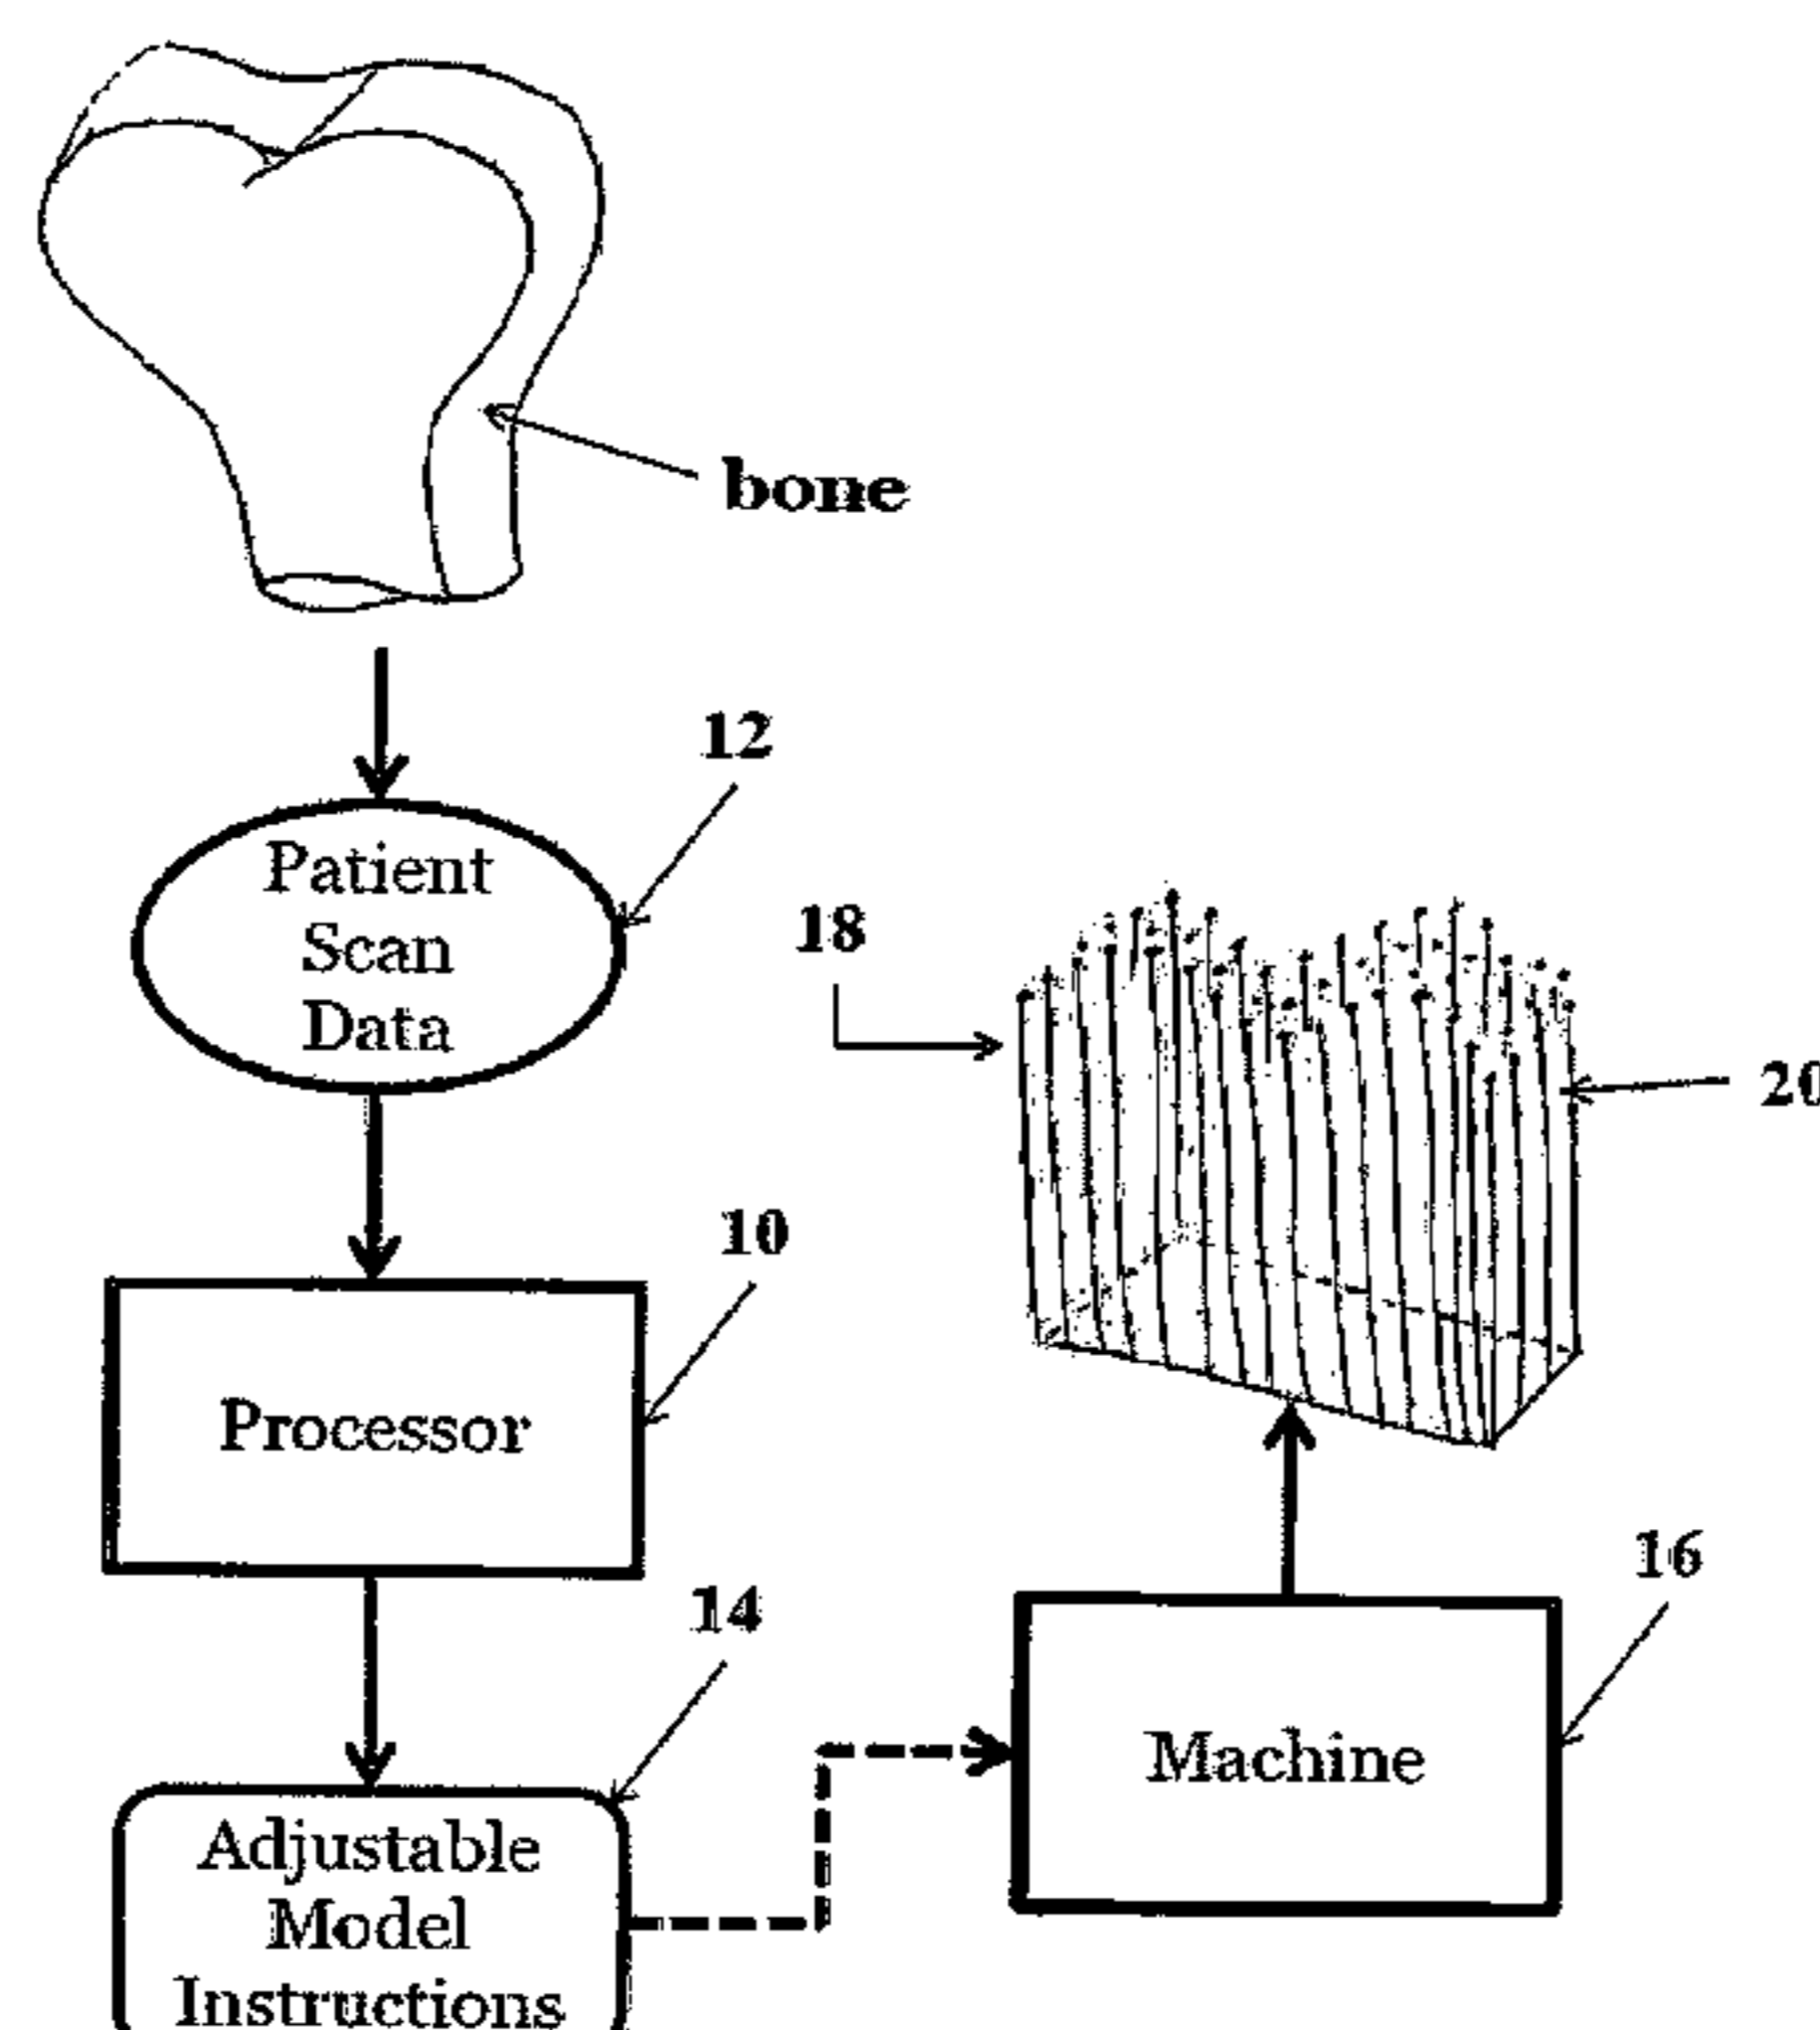 bone
12
Patient
Scan
Data
18
20
10
Processor
16
14
Machine
Adjustable
Model
Instructions